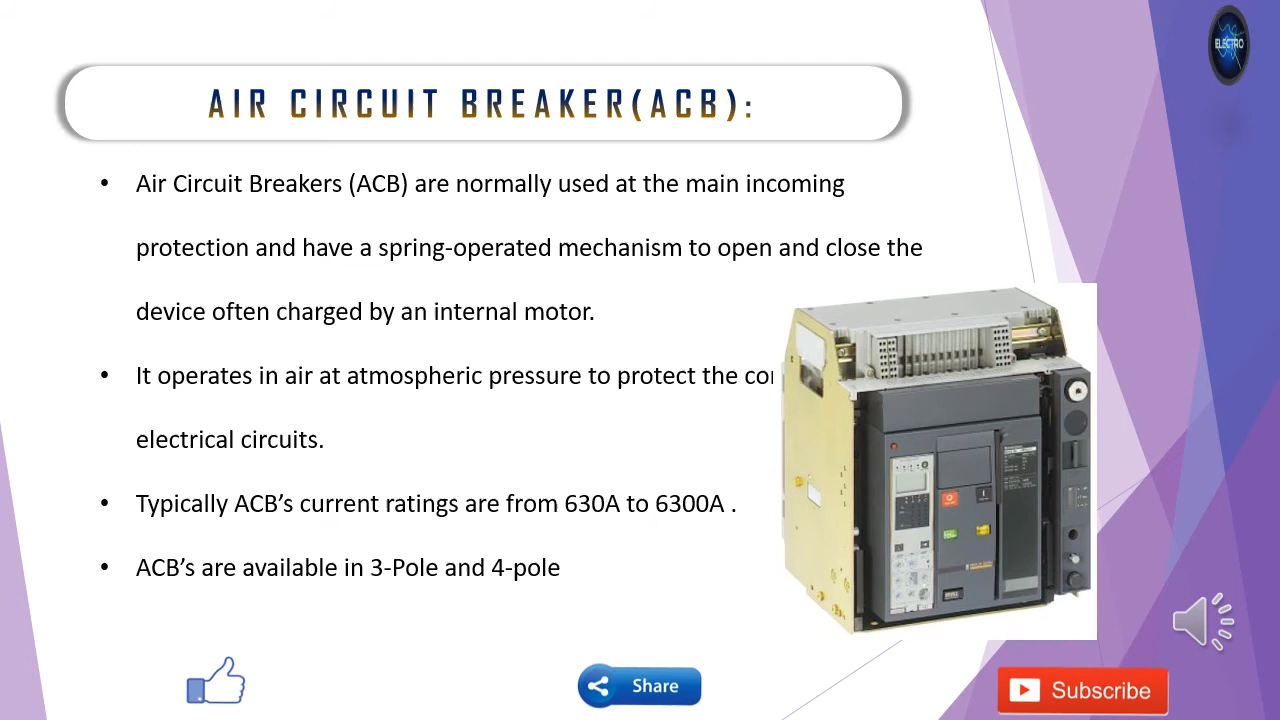 ELECTRO
AIR CIRCUIT BREAKER(ACB):
• Air Circuit Breakers (ACB) are normally used at the main incoming
protection and have a spring-operated mechanism to open and close the
device often charged by an internal motor.
• It operates in air at atmospheric pressure to protect the
electrical circuits.
• Typically ACB’s current ratings are from 630A to 6300A .
• ACB’s are available in 3-Pole and 4-pole
Share
Subscribe